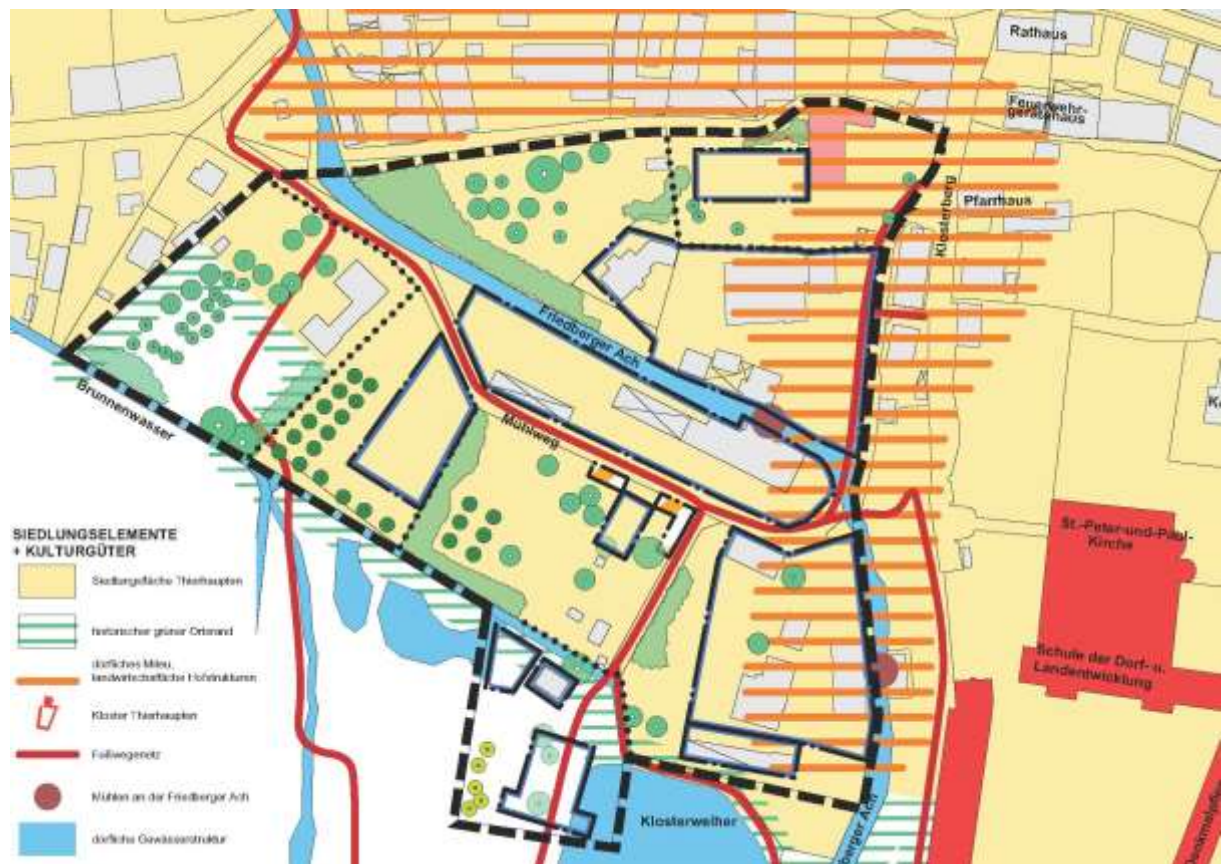 Rathaus
Feuerwehr-
gerätehaus
Pfarrhaus
Klosterberg
Friedberger Ach
Mühlweg
Brunnenwasser
St.-Peter-und-Paul-
Kirche
Schule der Dorf- u.
Landentwicklung
Klosterweiher
berger Ach
SIEDLUNGSELEMENTE
+ KULTURGÜTER
Siedlungsfläche Thierhaupten
historischer grüner Ortsrand
dörfliches Milieu,
landwirtschaftliche Hofstrukturen
Kloster Thierhaupten
Fußwegenetz
Mühlen an der Friedberger Ach
dörfliche Gewässerstruktur